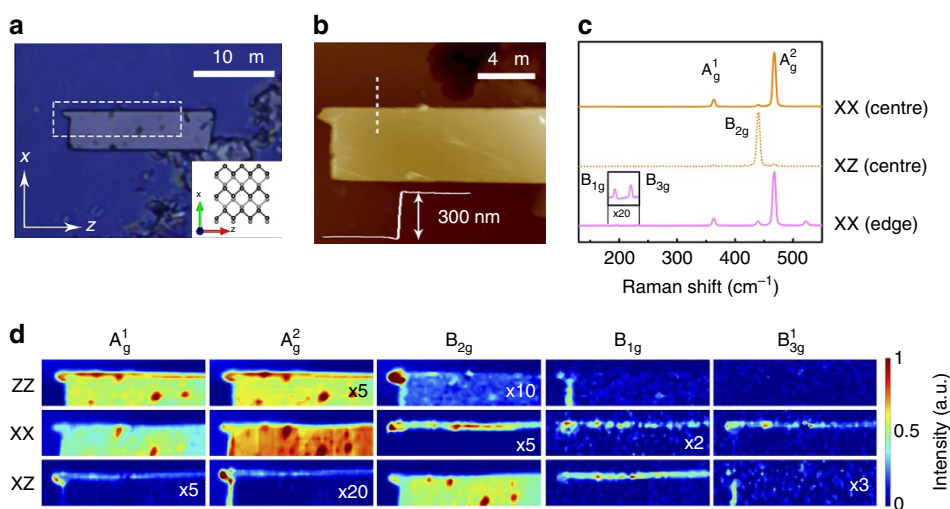 a
10 m
x
z
x
z
b
4 m
300 nm
c
A¹g
A²g
XX (centre)
B2g
XZ (centre)
B1g
B3g
x20
XX (edge)
200 300 400 500
Raman shift (cm⁻¹)
d
A¹g A²g B2g B1g B¹3g
ZZ x5 x10
XX x5 x2
XZ x5 x20 x3
1
0.5
0
Intensity (a.u.)